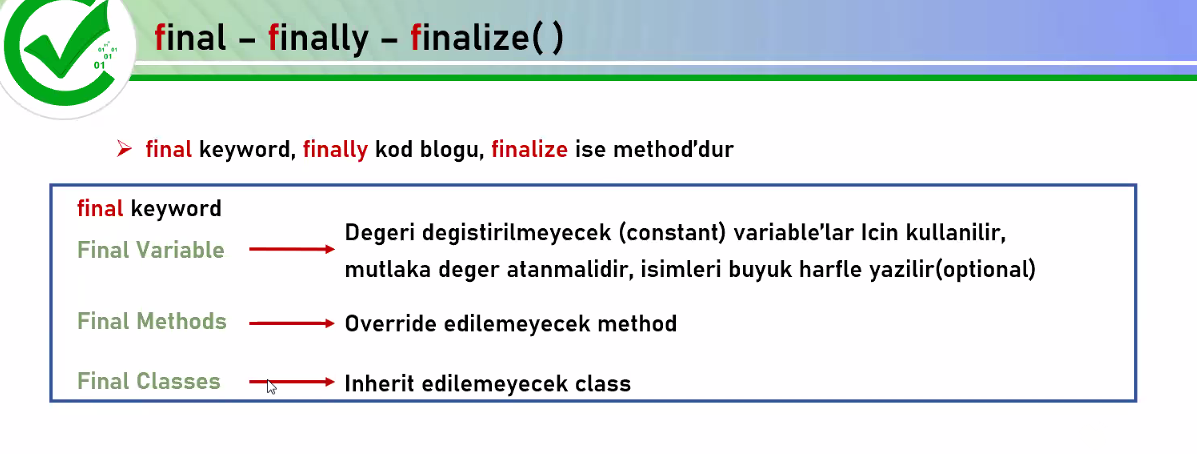 final – finally – finalize( )
01 01
01
01
final keyword, finally kod blogu, finalize ise method’dur
final keyword
Final Variable
Degeri degistirilmeyecek (constant) variable’lar Icin kullanilir,
mutlaka deger atanmalidir, isimleri buyuk harfle yazilir(optional)
Final Methods
Override edilemeyecek method
Final Classes
Inherit edilemeyecek class